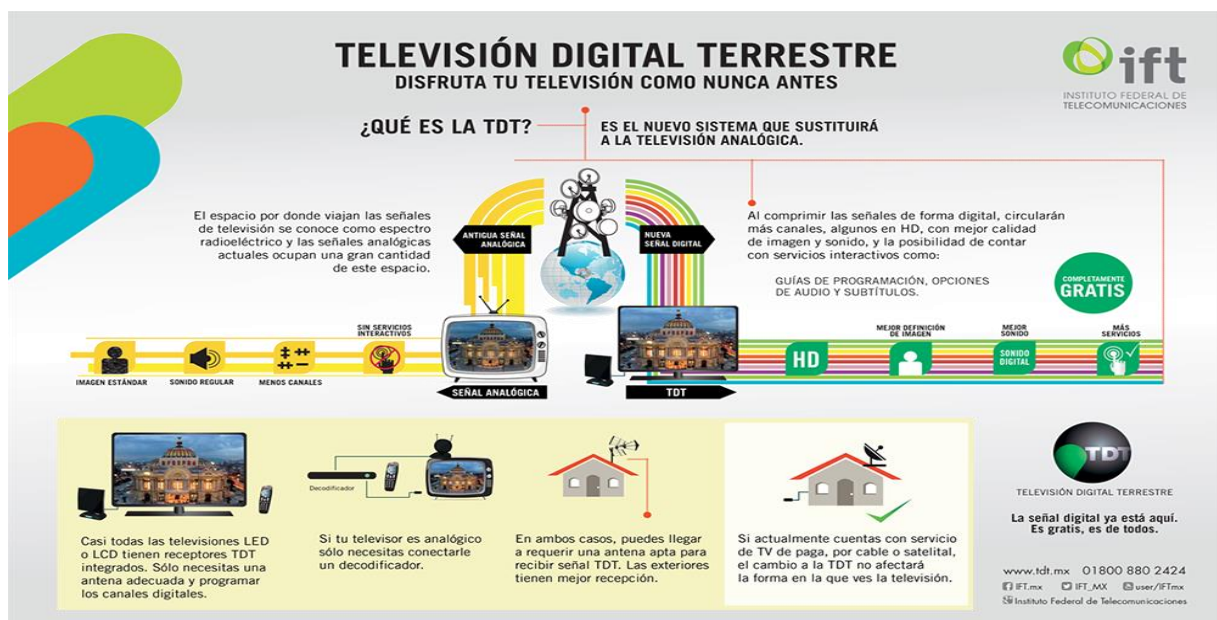 TELEVISIÓN DIGITAL TERRESTRE
DISFRUTA TU TELEVISIÓN COMO NUNCA ANTES
ift
INSTITUTO FEDERAL DE
TELECOMUNICACIONES
¿QUÉ ES LA TDT?
ES EL NUEVO SISTEMA QUE SUSTITUIRÁ
A LA TELEVISIÓN ANALÓGICA.
El espacio por donde viajan las señales
de televisión se conoce como espectro
radioeléctrico y las señales analógicas
actuales ocupan una gran cantidad
de este espacio.
ANTIGUA SEÑAL
ANALÓGICA
NUEVA
SEÑAL DIGITAL
Al comprimir las señales de forma digital, circularán
más canales, algunos en HD, con mejor calidad
de imagen y sonido, y la posibilidad de contar
con servicios interactivos como:
GUÍAS DE PROGRAMACIÓN, OPCIONES
DE AUDIO Y SUBTÍTULOS.
COMPLETAMENTE
GRATIS
IMAGEN ESTÁNDAR
SONIDO REGULAR
MENOS CANALES
SIN SERVICIOS
INTERACTIVOS
SEÑAL ANALÓGICA
TDT
HD
MEJOR DEFINICIÓN
DE IMAGEN
MEJOR
SONIDO
SONIDO
DIGITAL
MÁS
SERVICIOS
Casi todas las televisiones LED
o LCD tienen receptores TDT
integrados. Sólo necesitas una
antena adecuada y programar
los canales digitales.
Decodificador
Si tu televisor es analógico
sólo necesitas conectarle
un decodificador.
En ambos casos, puedes llegar
a requerir una antena apta para
recibir señal TDT. Las exteriores
tienen mejor recepción.
Si actualmente cuentas con servicio
de TV de paga, por cable o satelital,
el cambio a la TDT no afectará
la forma en la que ves la televisión.
TDT
TELEVISIÓN DIGITAL TERRESTRE
La señal digital ya está aquí.
Es gratis, es de todos.
www.tdt.mx 01800 880 2424
IFT.mx IFT_MX user/IFTmx
Instituto Federal de Telecomunicaciones